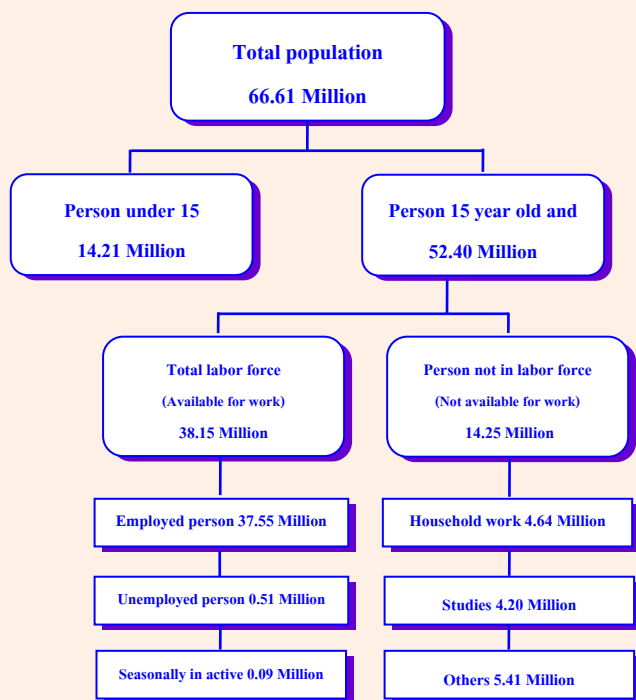 Total population
66.61 Million
Person under 15
14.21 Million
Person 15 year old and
52.40 Million
Total labor force
(Available for work)
38.15 Million
Person not in labor force
(Not available for work)
14.25 Million
Employed person 37.55 Million
Household work 4.64 Million
Unemployed person 0.51 Million
Studies 4.20 Million
Seasonally in active 0.09 Million
Others 5.41 Million